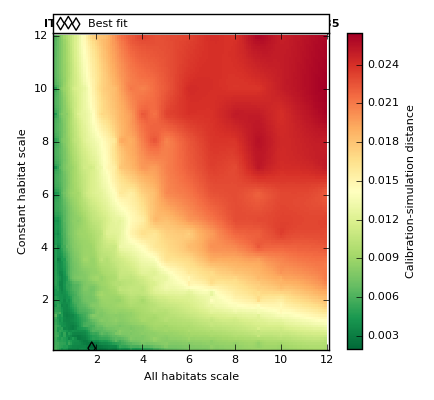 Best fit
12
10
8
6
4
2
2 4 6 8 10 12
Constant habitat scale
All habitats scale
0.024
0.021
0.018
0.015
0.012
0.009
0.006
0.003
Calibration-simulation distance